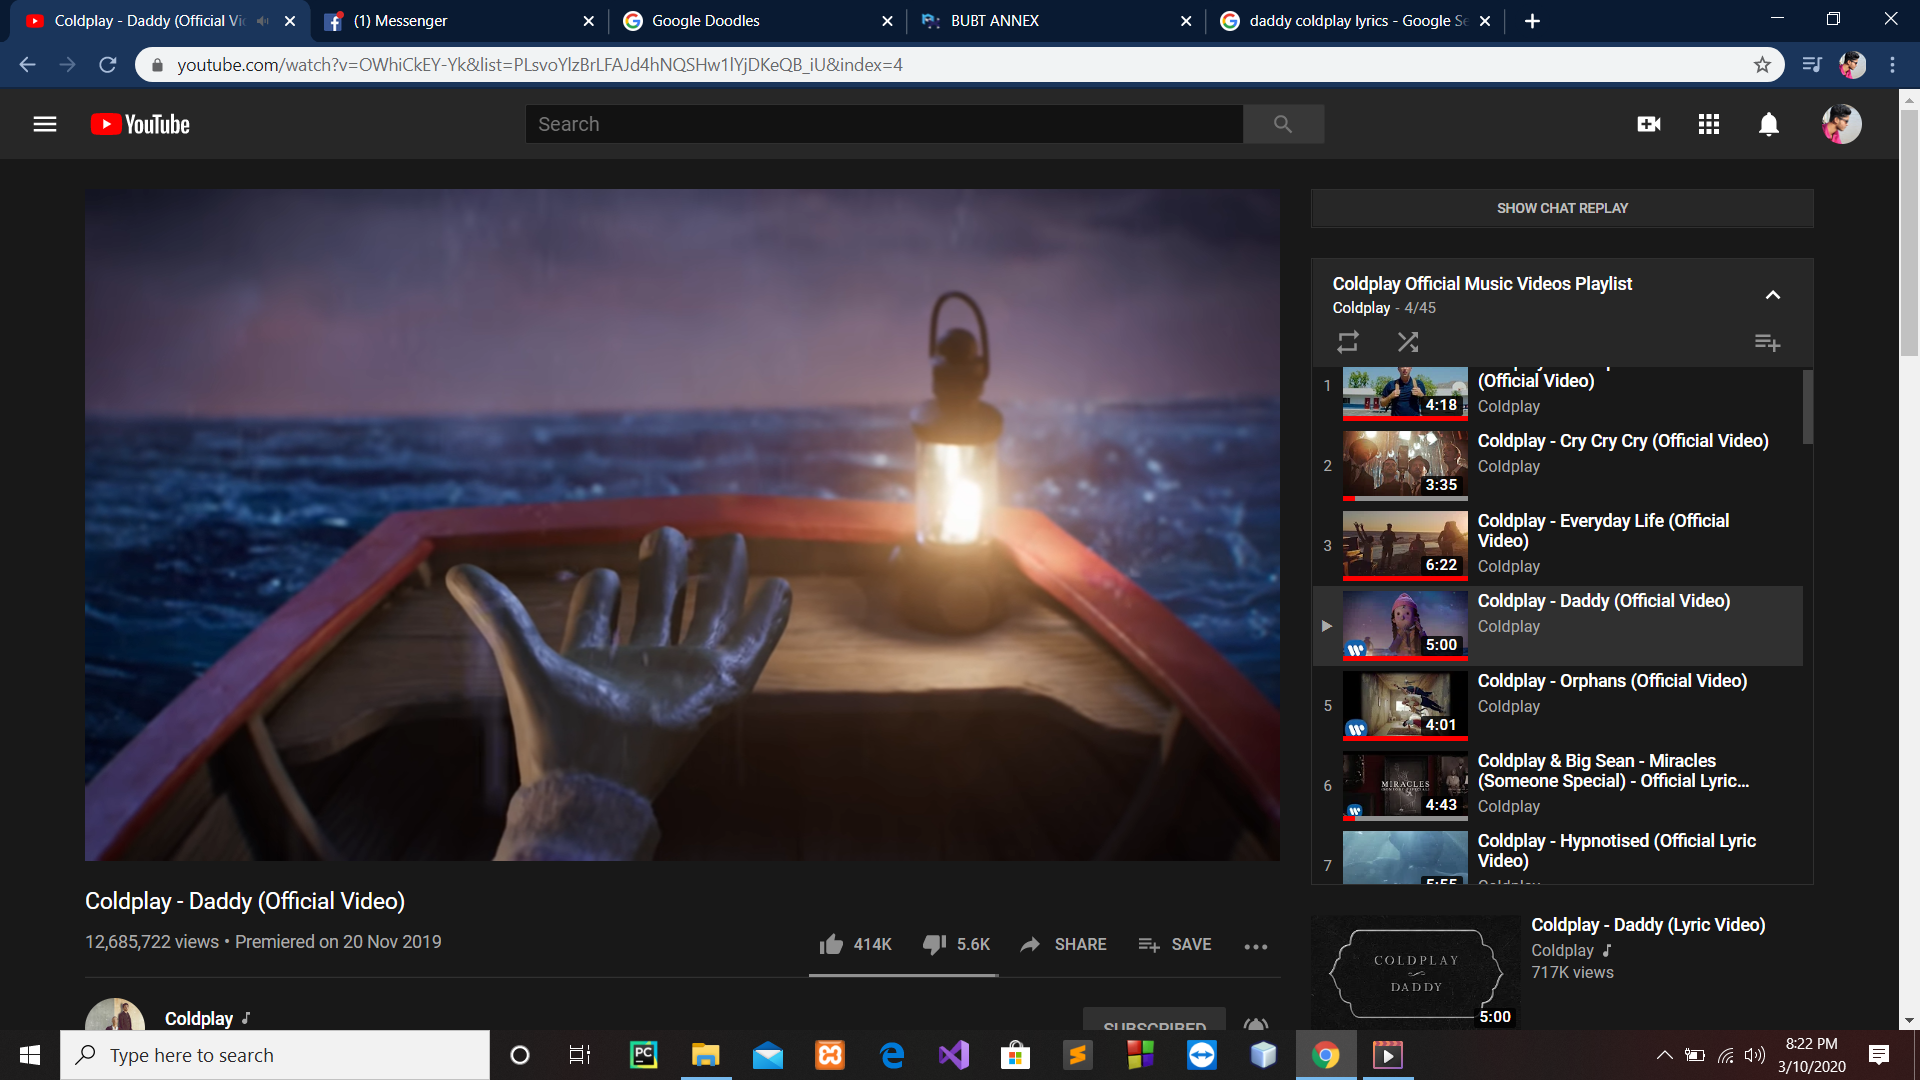 Coldplay - Daddy (Official Vi
(1) Messenger
Google Doodles
BUBT ANNEX
daddy coldplay lyrics - Google Se
youtube.com/watch?v=OWhiCkEY-Yk&list=PLsvoYlzBrLFAJd4hNQSHw1lYjDKeQB_iU&index=4
YouTube
Search
SHOW CHAT REPLAY
Coldplay Official Music Videos Playlist
Coldplay - 4/45
1
4:18
(Official Video)
Coldplay
2
3:35
Coldplay - Cry Cry Cry (Official Video)
Coldplay
3
6:22
Coldplay - Everyday Life (Official
Video)
Coldplay
5:00
Coldplay - Daddy (Official Video)
Coldplay
5
4:01
Coldplay - Orphans (Official Video)
Coldplay
6
MIRACLES
4:43
Coldplay & Big Sean - Miracles
(Someone Special) - Official Lyric...
Coldplay
7
5:55
Coldplay - Hypnotised (Official Lyric
Video)
Coldplay
Coldplay - Daddy (Official Video)
12,685,722 views • Premiered on 20 Nov 2019
414K
5.6K
SHARE
SAVE
Coldplay
SUBSCRIBED
COLDPLAY
DADDY
5:00
Coldplay - Daddy (Lyric Video)
Coldplay
717K views
Type here to search
PC
8:22 PM
3/10/2020